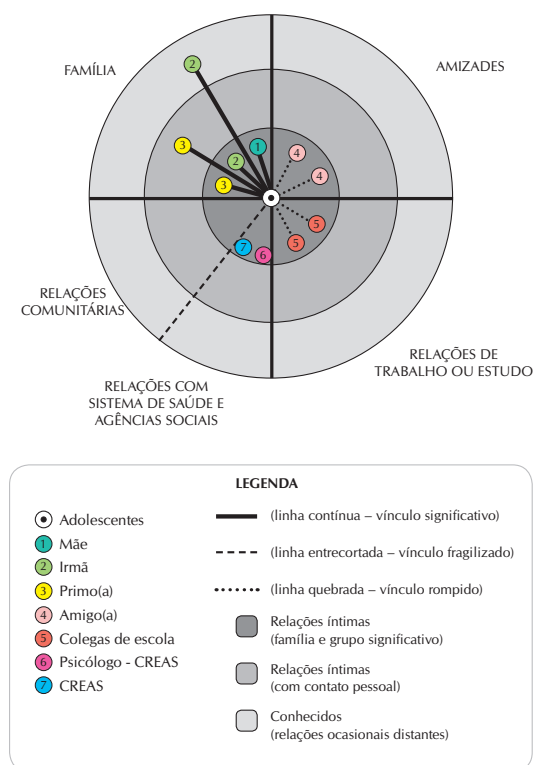 FAMÍLIA
AMIZADES
2
3
1
4
2
4
3
5
5
7
6
RELAÇÕES
COMUNITÁRIAS
RELAÇÕES DE
TRABALHO OU ESTUDO
RELAÇÕES COM
SISTEMA DE SAÚDE E
AGÊNCIAS SOCIAIS
LEGENDA
Adolescentes
1 Mãe
2 Irmã
3 Primo(a)
4 Amigo(a)
5 Colegas de escola
6 Psicólogo - CREAS
7 CREAS
(linha contínua – vínculo significativo)
(linha entrecortada – vínculo fragilizado)
(linha quebrada – vínculo rompido)
Relações íntimas
(família e grupo significativo)
Relações íntimas
(com contato pessoal)
Conhecidos
(relações ocasionais distantes)